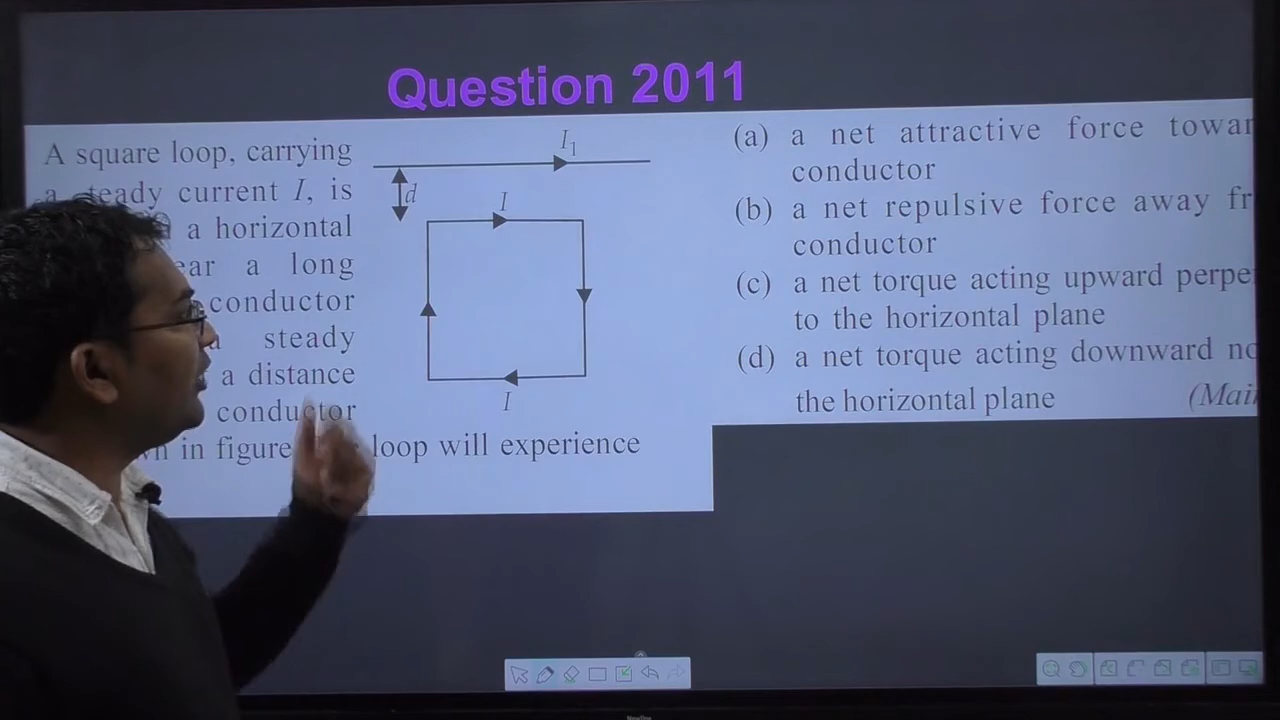 Question 2011
A square loop, carrying
a steady current I, is
a horizontal
ear a long
conductor
steady
a distance
conductor
in figure loop will experience
I₁
d
I
I
(a) a net attractive force towar
conductor
(b) a net repulsive force away fr
conductor
(c) a net torque acting upward perpe
to the horizontal plane
(d) a net torque acting downward no
the horizontal plane (Mai